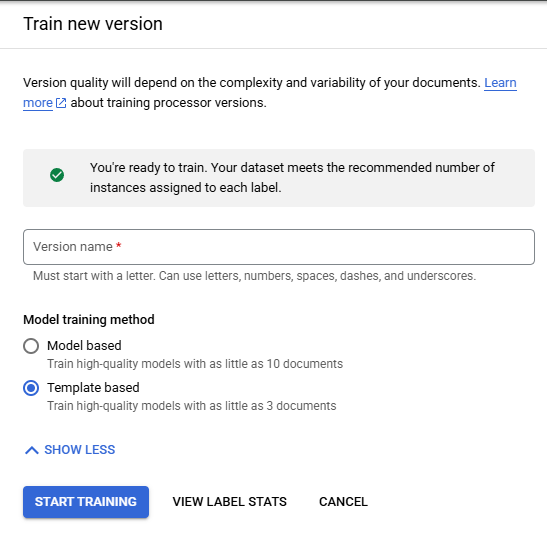 Train new version
Version quality will depend on the complexity and variability of your documents. Learn
more about training processor versions.
You're ready to train. Your dataset meets the recommended number of
instances assigned to each label.
Version name *
Must start with a letter. Can use letters, numbers, spaces, dashes, and underscores.
Model training method
Model based
Train high-quality models with as little as 10 documents
Template based
Train high-quality models with as little as 3 documents
SHOW LESS
START TRAINING VIEW LABEL STATS CANCEL